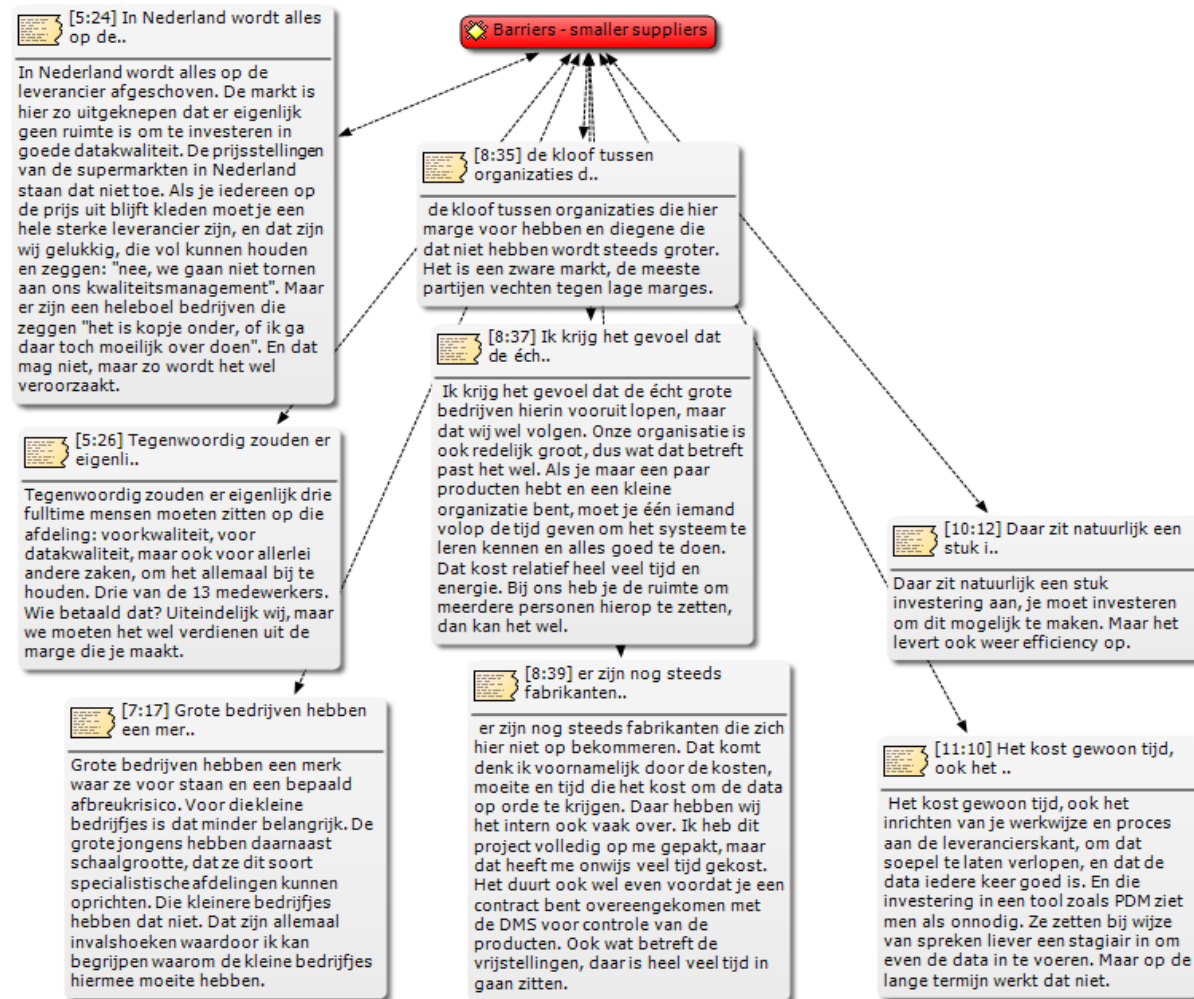 Barriers - smaller suppliers
[5:24] In Nederland wordt alles
op de..
In Nederland wordt alles op de
leverancier afgeschoven. De markt is
hier zo uitgeknepen dat er eigenlijk
geen ruimte is om te investeren in
goede datakwaliteit. De prijsstellingen
van de supermarkten in Nederland
staan dat niet toe. Als je iedereen op
de prijs uit blijft kleden moet je een
hele sterke leverancier zijn, en dat zijn
wij gelukkig, die vol kunnen houden
en zeggen: "nee, we gaan niet tornen
aan ons kwaliteitsmanagement". Maar
er zijn een heleboel bedrijven die
zeggen "het is kopje onder, of ik ga
daar toch moeilijk over doen". En dat
mag niet, maar zo wordt het wel
veroorzaakt.
[8:35] de kloof tussen
organizaties d..
de kloof tussen organizaties die hier
marge voor hebben en diegene die
dat niet hebben wordt steeds groter.
Het is een zware markt, de meeste
partijen vechten tegen lage marges.
[8:37] Ik krijg het gevoel dat
de éch..
Ik krijg het gevoel dat de écht grote
bedrijven hierin vooruit lopen, maar
dat wij wel volgen. Onze organisatie is
ook redelijk groot, dus wat dat betreft
past het wel. Als je maar een paar
producten hebt en een kleine
organizatie bent, moet je één iemand
volop de tijd geven om het systeem te
leren kennen en alles goed te doen.
Dat kost relatief heel veel tijd en
energie. Bij ons heb je de ruimte om
meerdere personen hierop te zetten,
dan kan het wel.
[5:26] Tegenwoordig zouden er
eigenli..
Tegenwoordig zouden er eigenlijk drie
fulltime mensen moeten zitten op die
afdeling: voorkwaliteit, voor
datakwaliteit, maar ook voor allerlei
andere zaken, om het allemaal bij te
houden. Drie van de 13 medewerkers.
Wie betaald dat? Uiteindelijk wij, maar
we moeten het wel verdienen uit de
marge die je maakt.
[10:12] Daar zit natuurlijk een
stuk i..
Daar zit natuurlijk een stuk
investering aan, je moet investeren
om dit mogelijk te maken. Maar het
levert ook weer efficiency op.
[7:17] Grote bedrijven hebben
een mer..
Grote bedrijven hebben een merk
waar ze voor staan en een bepaald
afbreukrisico. Voor die kleine
bedrijfjes is dat minder belangrijk. De
grote jongens hebben daarnaast
schaalgrootte, dat ze dit soort
specialistische afdelingen kunnen
oprichten. Die kleinere bedrijfjes
hebben dat niet. Dat zijn allemaal
invalshoeken waardoor ik kan
begrijpen waarom de kleine bedrijfjes
hiermee moeite hebben.
[8:39] er zijn nog steeds
fabrikanten..
er zijn nog steeds fabrikanten die zich
hier niet op bekommeren. Dat komt
denk ik voornamelijk door de kosten,
moeite en tijd die het kost om de data
op orde te krijgen. Daar hebben wij
het intern ook vaak over. Ik heb dit
project volledig op me gepakt, maar
dat heeft me onwijs veel tijd gekost.
Het duurt ook wel even voordat je een
contract bent overeengekomen met
de DMS voor controle van de
producten. Ook wat betreft de
vrijstellingen, daar is heel veel tijd in
gaan zitten.
[11:10] Het kost gewoon tijd,
ook het ..
Het kost gewoon tijd, ook het
inrichten van je werkwijze en proces
aan de leverancierskant, om dat
soepel te laten verlopen, en dat de
data iedere keer goed is. En die
investering in een tool zoals PDM ziet
men als onnodig. Ze zetten bij wijze
van spreken liever een stagiair in om
even de data in te voeren. Maar op de
lange termijn werkt dat niet.